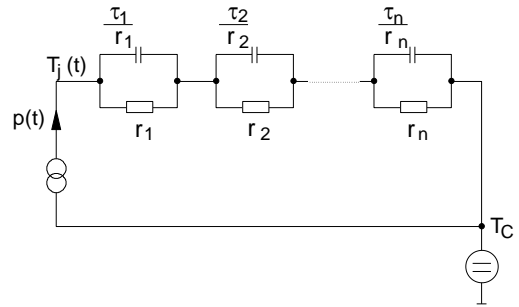 τ1 τ2 τn
r1 r2 rn
Tj (t)
r1 r2 rn
p(t)
TC